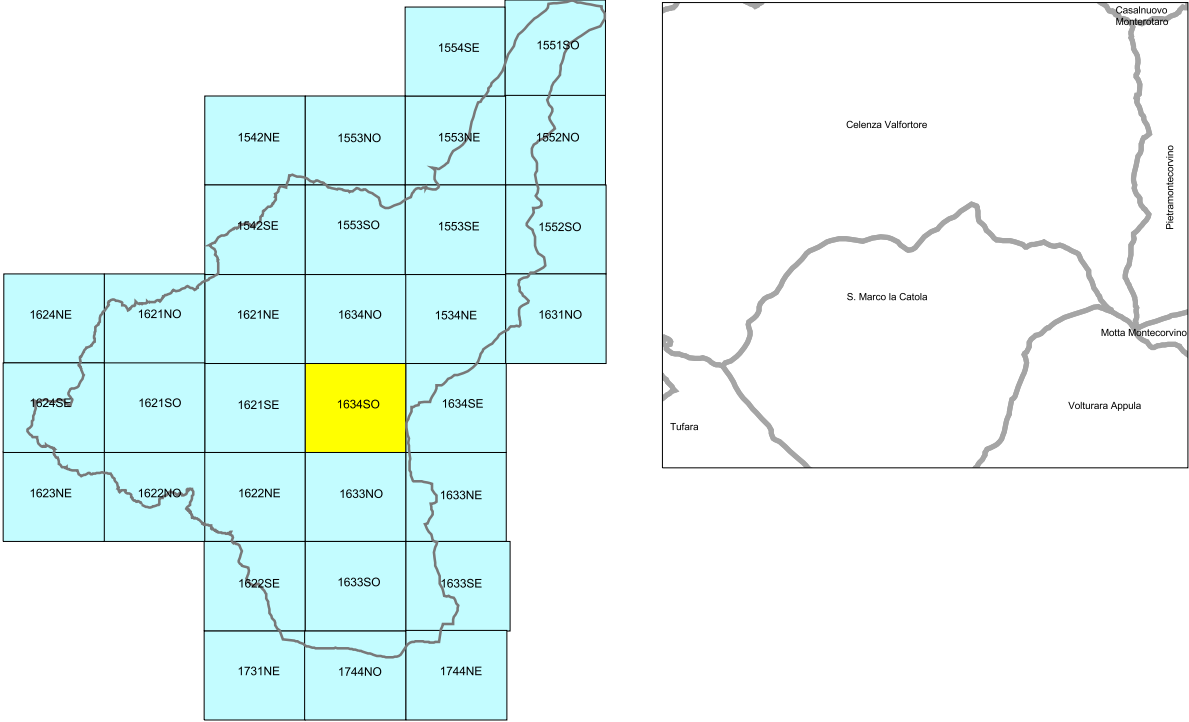 1554SE
1551SO
1542NE
1553NO
1553NE
1552NO
1542SE
1553SO
1553SE
1552SO
1624NE
1621NO
1621NE
1634NO
1534NE
1631NO
1624SE
1621SO
1621SE
1634SO
1634SE
1623NE
1622NO
1622NE
1633NO
1633NE
1622SE
1633SO
1633SE
1731NE
1744NO
1744NE
Casalnuovo
Monterotaro
Celenza Valfortore
Pietramontecorvino
S. Marco la Catola
Motta Montecorvino
Volturara Appula
Tufara